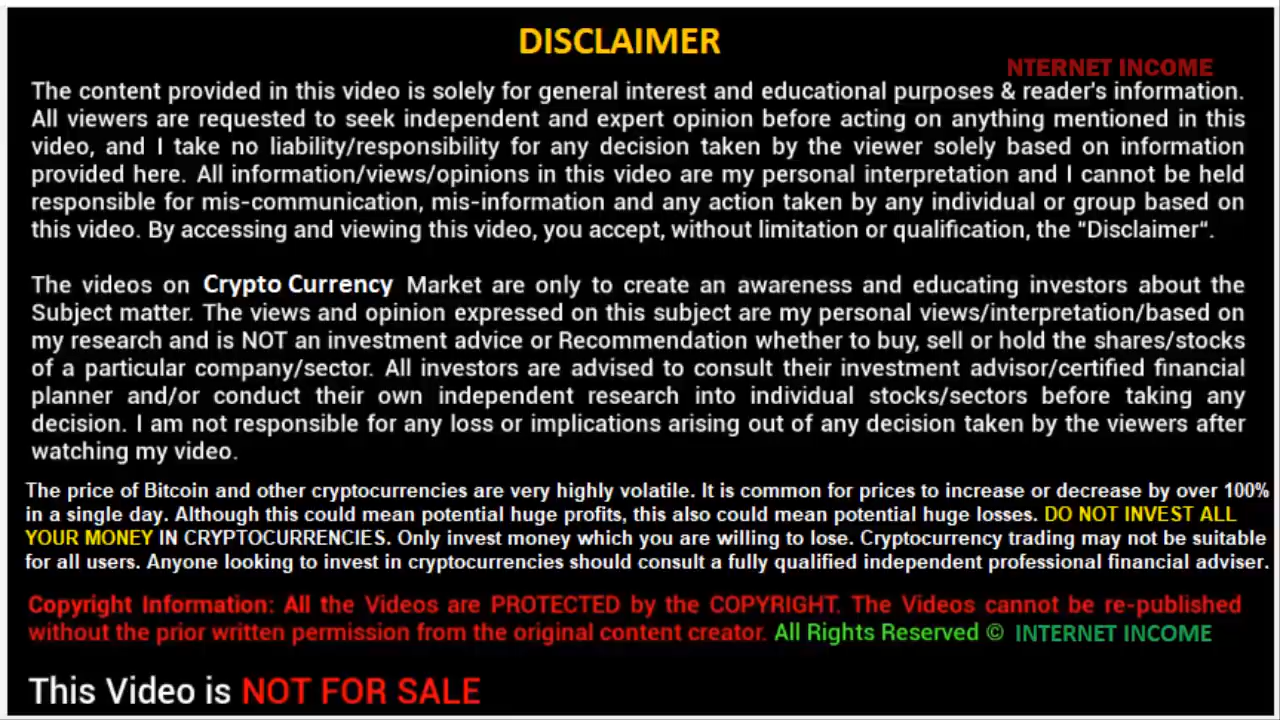 DISCLAIMER
NTERNET INCOME
The content provided in this video is solely for general interest and educational purposes & reader's information.
All viewers are requested to seek independent and expert opinion before acting on anything mentioned in this
video, and I take no liability/responsibility for any decision taken by the viewer solely based on information
provided here. All information/views/opinions in this video are my personal interpretation and I cannot be held
responsible for mis-communication, mis-information and any action taken by any individual or group based on
this video. By accessing and viewing this video, you accept, without limitation or qualification, the "Disclaimer".
The videos on Crypto Currency Market are only to create an awareness and educating investors about the
Subject matter. The views and opinion expressed on this subject are my personal views/interpretation/based on
my research and is NOT an investment advice or Recommendation whether to buy, sell or hold the shares/stocks
of a particular company/sector. All investors are advised to consult their investment advisor/certified financial
planner and/or conduct their own independent research into individual stocks/sectors before taking any
decision. I am not responsible for any loss or implications arising out of any decision taken by the viewers after
watching my video.
The price of Bitcoin and other cryptocurrencies are very highly volatile. It is common for prices to increase or decrease by over 100%
in a single day. Although this could mean potential huge profits, this also could mean potential huge losses. DO NOT INVEST ALL
YOUR MONEY IN CRYPTOCURRENCIES. Only invest money which you are willing to lose. Cryptocurrency trading may not be suitable
for all users. Anyone looking to invest in cryptocurrencies should consult a fully qualified independent professional financial adviser.
Copyright Information: All the Videos are PROTECTED by the COPYRIGHT. The Videos cannot be re-published
without the prior written permission from the original content creator. All Rights Reserved © INTERNET INCOME
This Video is NOT FOR SALE